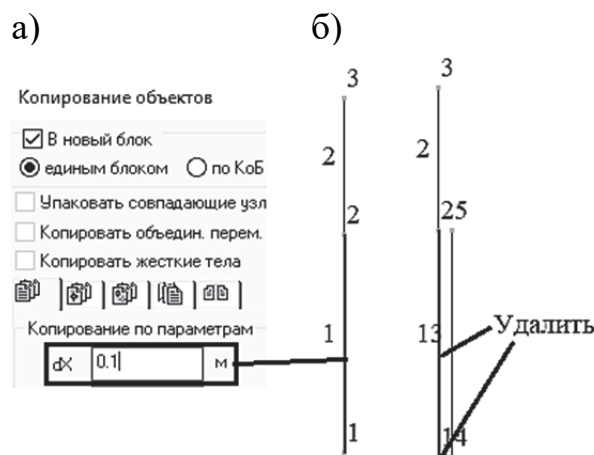 а)
б)
Копирование объектов
В новый блок
единым блоком
по КоБ
Упаковать совпадающие узл
Копировать объедин. перем.
Копировать жесткие тела
Копирование по параметрам
dX 0.1 м
3
2
2
1
1
3
2
25
13
Удалить
14